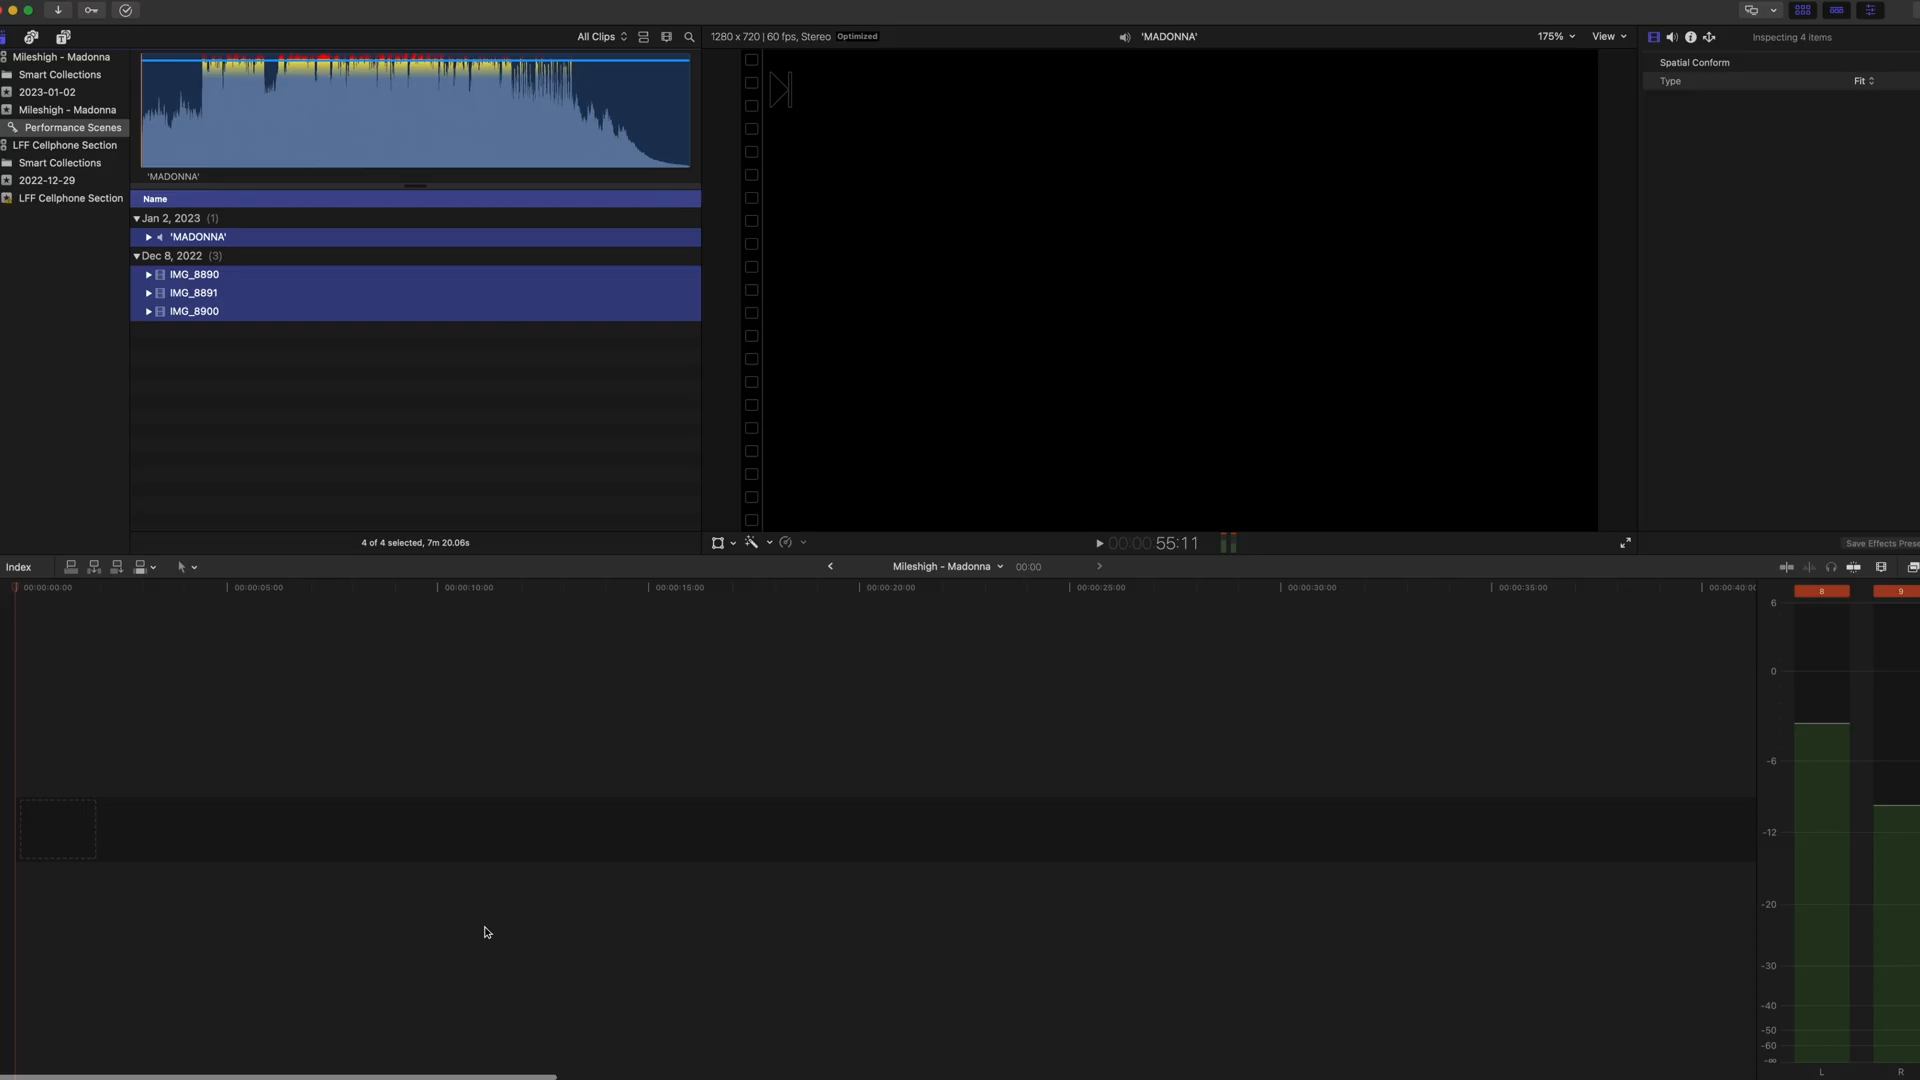 All Clips
1280 x 720 | 60 fps, Stereo Optimized
'MADONNA'
175%
View
Inspecting 4 items
Mileshigh - Madonna
Smart Collections
2023-01-02
Mileshigh - Madonna
Performance Scenes
LFF Cellphone Section
Smart Collections
2022-12-29
LFF Cellphone Section
'MADONNA'
Name
Jan 2, 2023 (1)
'MADONNA'
Dec 8, 2022 (3)
IMG_8890
IMG_8891
IMG_8900
4 of 4 selected, 7m 20.06s
00:00:00 55:11
Spatial Conform
Type Fit
Save Effects Prese
Index
Mileshigh - Madonna 00:00
00:00:00:00 00:00:05:00 00:00:10:00 00:00:15:00 00:00:20:00 00:00:25:00 00:00:30:00 00:00:35:00 00:00:40:00
8 9
6
0
-6
-12
-20
-30
-40
-50
-60
-∞
L R